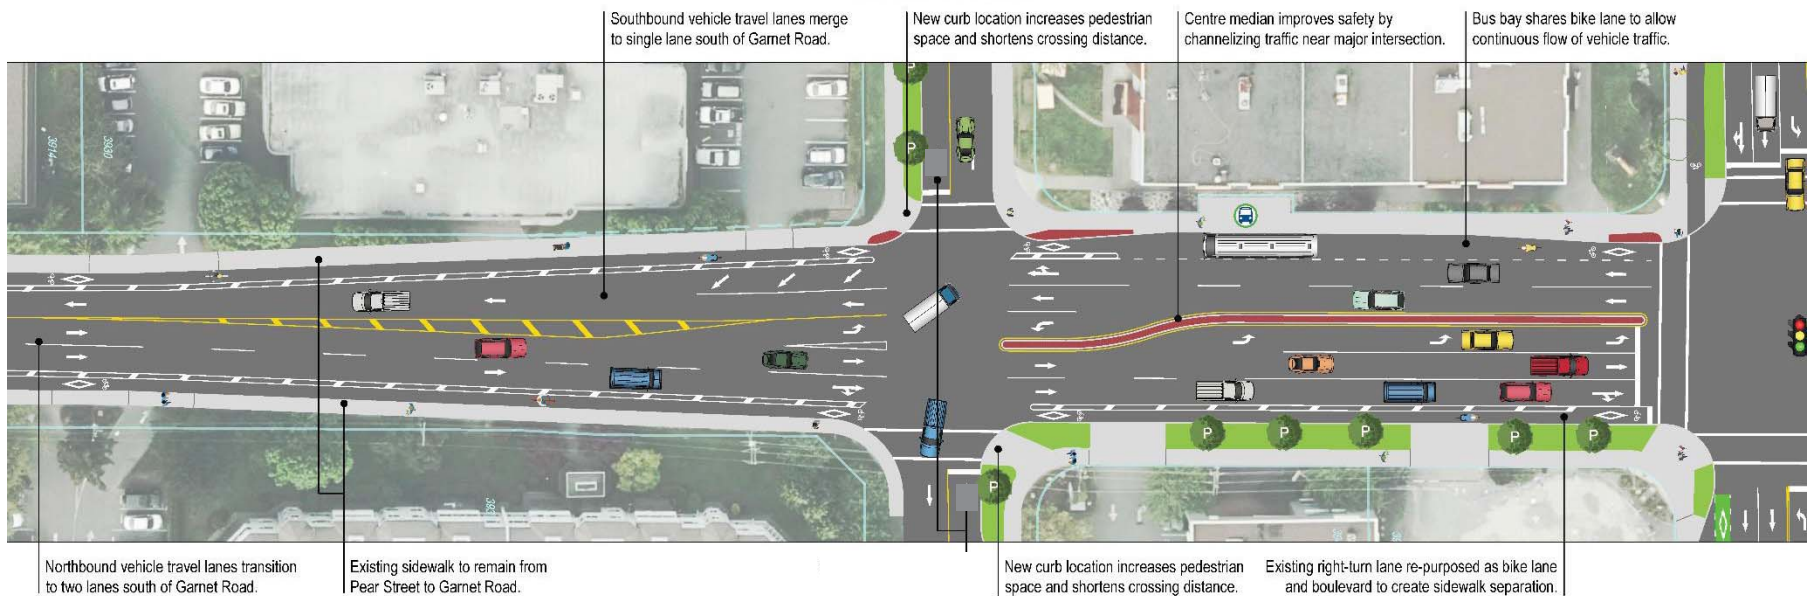 Southbound vehicle travel lanes merge
to single lane south of Garnet Road.
New curb location increases pedestrian
space and shortens crossing distance.
Centre median improves safety by
channelizing traffic near major intersection.
Bus bay shares bike lane to allow
continuous flow of vehicle traffic.
3914
3930
P
P
P
P
P
P
P
P
Northbound vehicle travel lanes transition
to two lanes south of Garnet Road.
Existing sidewalk to remain from
Pear Street to Garnet Road.
New curb location increases pedestrian
space and shortens crossing distance.
Existing right-turn lane re-purposed as bike lane
and boulevard to create sidewalk separation.